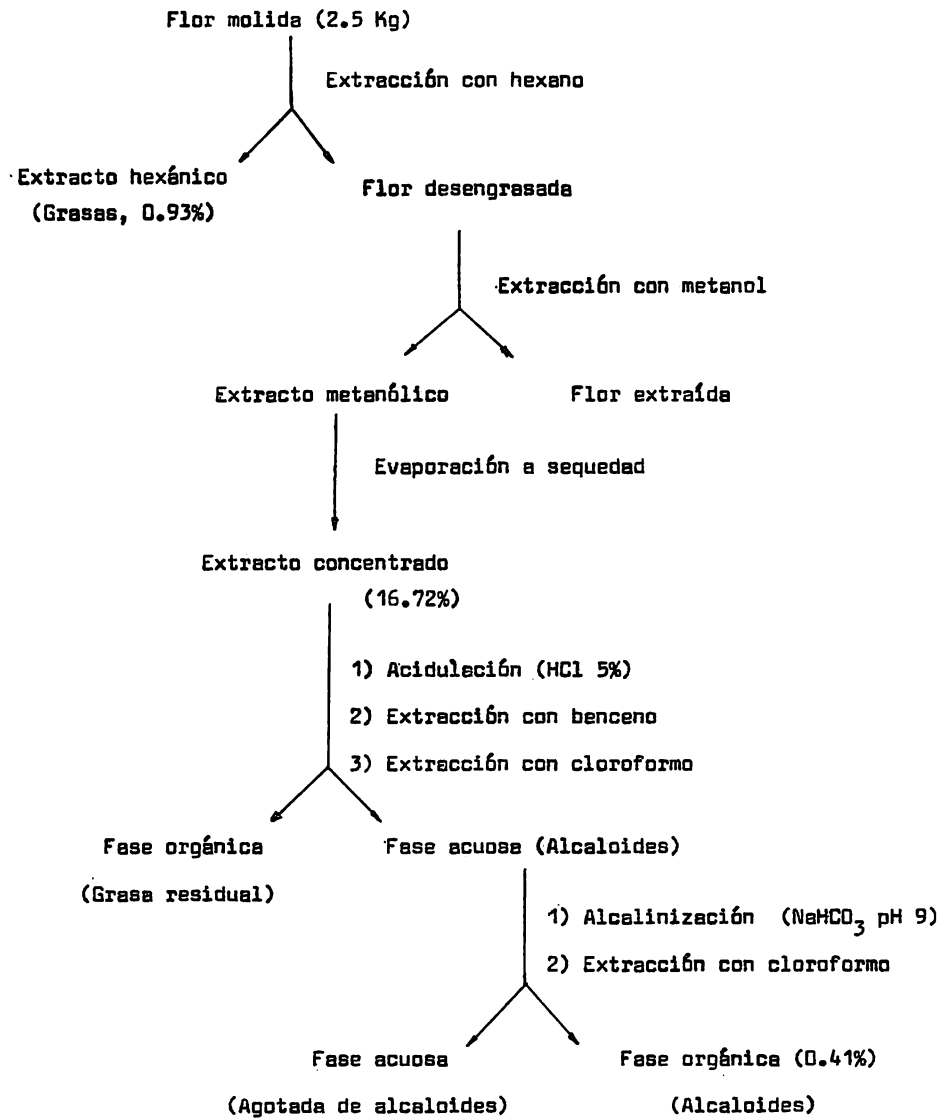 Flor molida (2.5 Kg)
Extracción con hexano
Extracto hexánico
(Grasas, 0.93%)
Flor desengrasada
Extracción con metanol
Extracto metanólico
Flor extraída
Evaporación a sequedad
Extracto concentrado
(16.72%)
1) Acidulación (HCl 5%)
2) Extracción con benceno
3) Extracción con cloroformo
Fase orgánica
(Grasa residual)
Fase acuosa (Alcaloides)
1) Alcalinización (NaHCO₃ pH 9)
2) Extracción con cloroformo
Fase acuosa
(Agotada de alcaloides)
Fase orgánica (0.41%)
(Alcaloides)